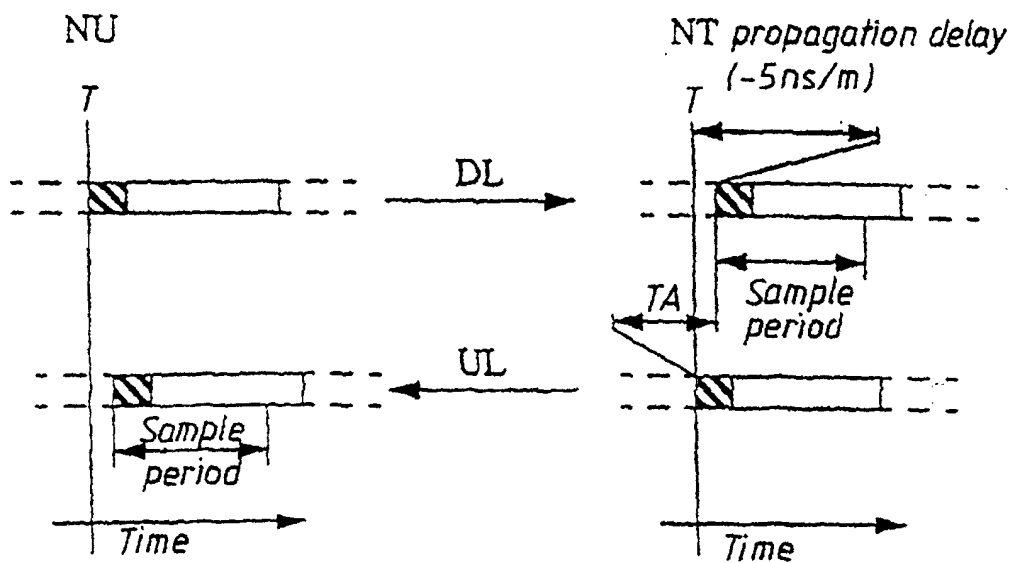 NU
NT propagation delay
(~5ns/m)
T
T
DL
TA
Sample
period
UL
Sample
period
Time
Time